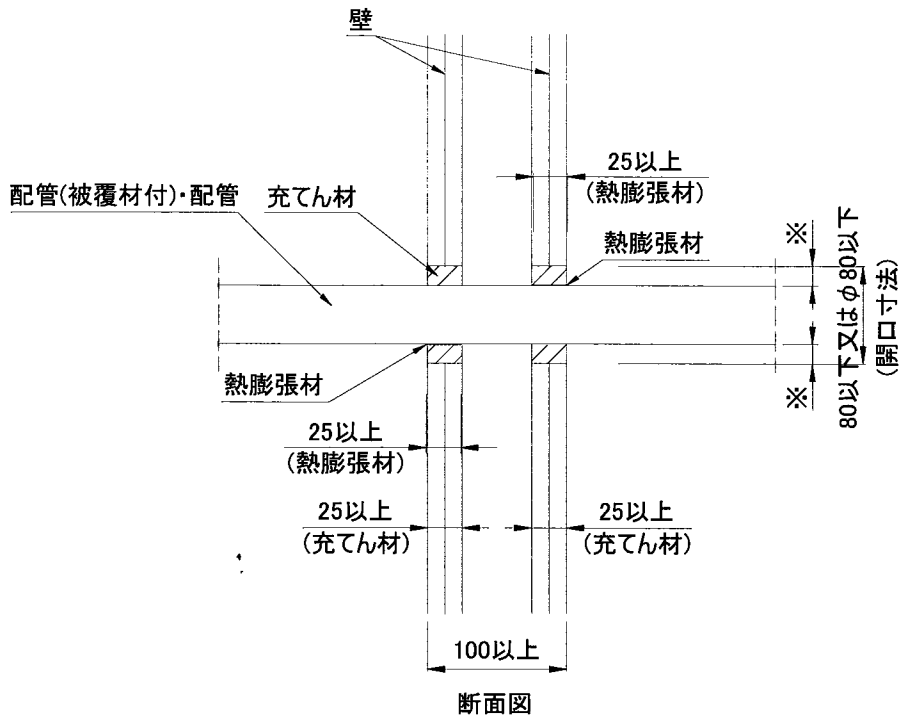 壁
25以上
(熱膨張材)
配管(被覆材付)・配管
充てん材
熱膨張材
※
80以下又はφ80以下
(開口寸法)
※
熱膨張材
25以上
(熱膨張材)
25以上
(充てん材)
25以上
(充てん材)
100以上
断面図